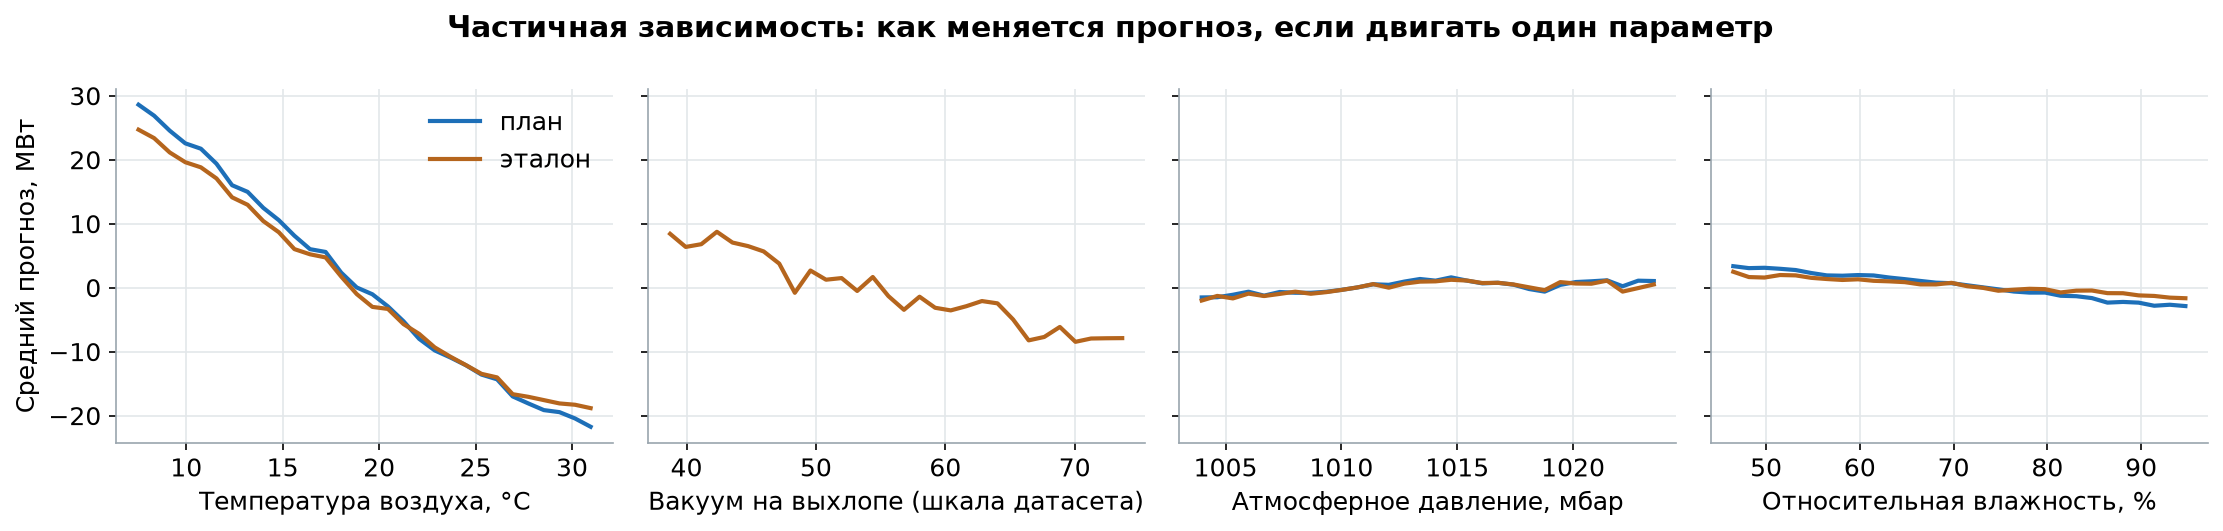 Частичная зависимость: как меняется прогноз, если двигать один параметр
Средний прогноз, МВт
30
20
10
0
−10
−20
план
эталон
10 15 20 25 30
Температура воздуха, °C
40 50 60 70
Вакуум на выхлопе (шкала датасета)
1005 1010 1015 1020
Атмосферное давление, мбар
50 60 70 80 90
Относительная влажность, %